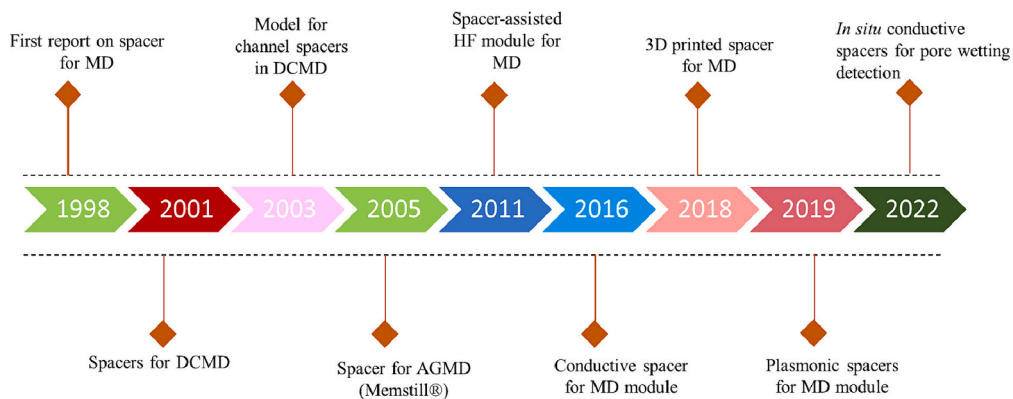 First report on spacer
for MD
Model for
channel spacers
in DCMD
Spacer-assisted
HF module for
MD
3D printed spacer
for MD
In situ conductive
spacers for pore wetting
detection
1998
2001
2003
2005
2011
2016
2018
2019
2022
Spacers for DCMD
Spacer for AGMD
(Memstill®)
Conductive spacer
for MD module
Plasmonic spacers
for MD module